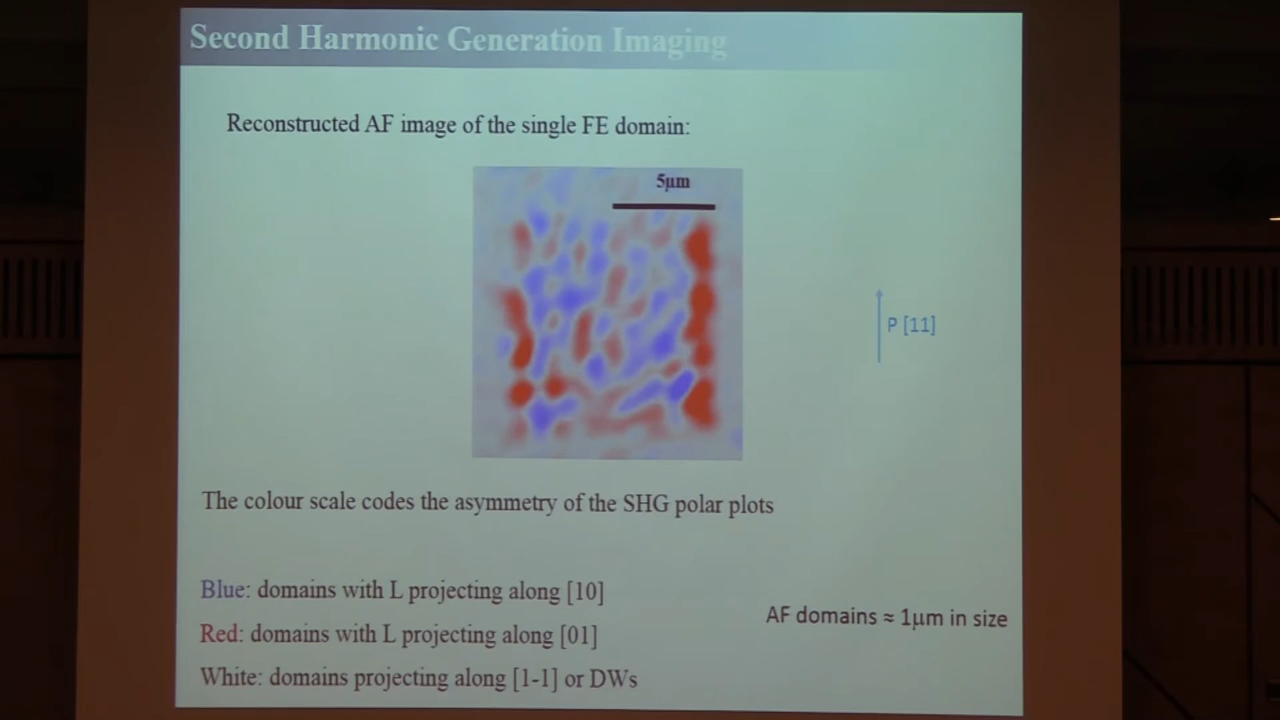 Second Harmonic Generation Imaging
Reconstructed AF image of the single FE domain:
5μm
P [11]
The colour scale codes the asymmetry of the SHG polar plots
Blue: domains with L projecting along [10]
Red: domains with L projecting along [01]
White: domains projecting along [1-1] or DWs
AF domains ≈ 1μm in size